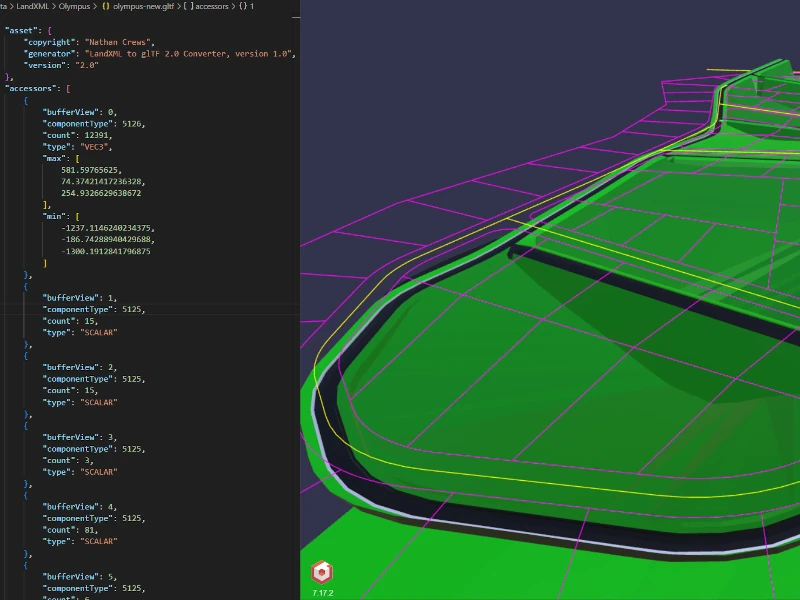 ta > LandXML > Olympus > {} olympus-new.gltf > [ ] accessors > {} 1
"asset": {
"copyright": "Nathan Crews",
"generator": "LandXML to glTF 2.0 Converter, version 1.0",
"version": "2.0"
},
"accessors": [
{
"bufferView": 0,
"componentType": 5126,
"count": 12391,
"type": "VEC3",
"max": [
581.59765625,
74.37421417236328,
254.9326629638672
],
"min": [
-1237.1146240234375,
-186.74288940429688,
-1300.1912841796875
]
},
{
"bufferView": 1,
"componentType": 5125,
"count": 15,
"type": "SCALAR"
},
{
"bufferView": 2,
"componentType": 5125,
"count": 15,
"type": "SCALAR"
},
{
"bufferView": 3,
"componentType": 5125,
"count": 3,
"type": "SCALAR"
},
{
"bufferView": 4,
"componentType": 5125,
"count": 81,
"type": "SCALAR"
},
{
"bufferView": 5,
"componentType": 5125,
7.17.2